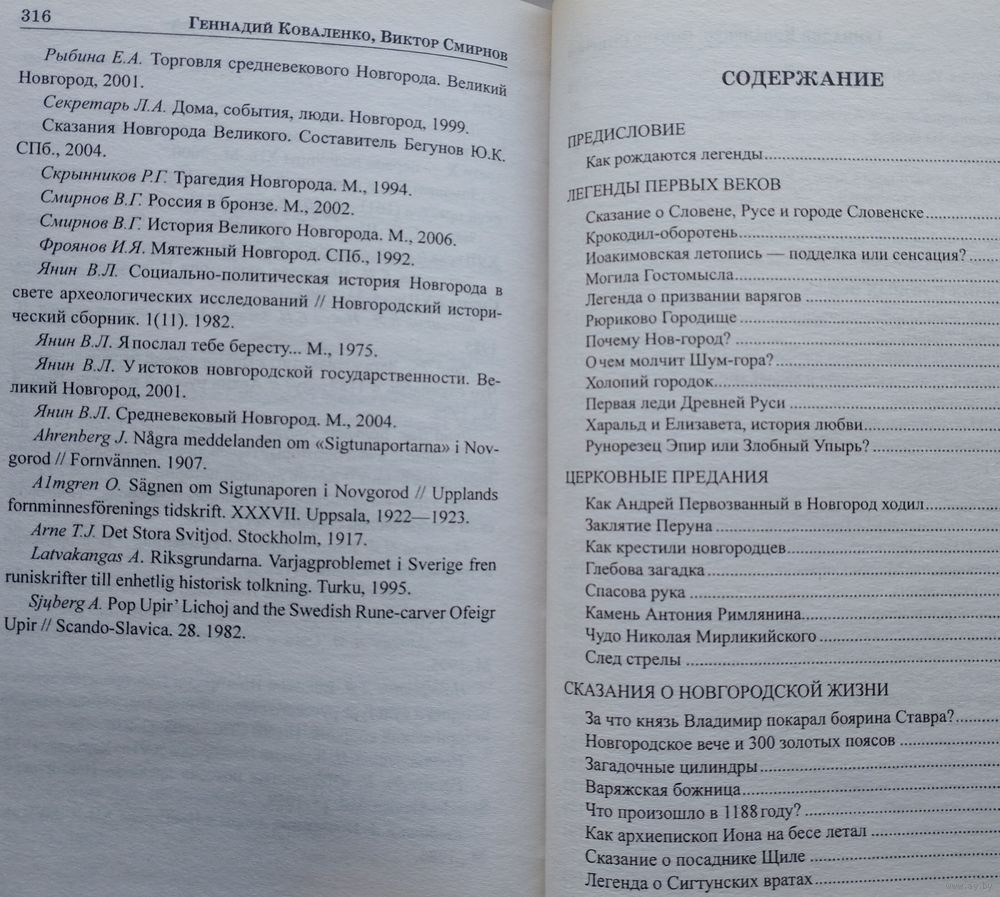 316
Геннадий Коваленко, Виктор Смирнов
Рыбина Е.А. Торговля средневекового Новгорода. Великий
Новгород, 2001.
Секретарь Л.А. Дома, события, люди. Новгород, 1999.
Сказания Новгорода Великого. Составитель Бегунов Ю.К.
СПб., 2004.
Скрынников Р.Г. Трагедия Новгорода. М., 1994.
Смирнов В.Г. Россия в бронзе. М., 2002.
Смирнов В.Г. История Великого Новгорода. М., 2006.
Фроянов И.Я. Мятежный Новгород. СПб., 1992.
Янин В.Л. Социально-политическая история Новгорода в
свете археологических исследований // Новгородский истори-
ческий сборник. 1(11). 1982.
Янин В.Л. Я послал тебе бересту... М., 1975.
Янин В.Л. У истоков новгородской государственности. Ве-
ликий Новгород, 2001.
Янин В.Л. Средневековый Новгород. М., 2004.
Ahrenberg J. Några meddelanden om «Sigtunaportarna» i Nov-
gorod // Fornvännen. 1907.
A1mgren O. Sägnen om Sigtunaporen i Novgorod // Upplands
fornminnesförenings tidskrift. XXXVII. Uppsala, 1922—1923.
Arne T.J. Det Stora Svitjod. Stockholm, 1917.
Latvakangas A. Riksgrundarna. Varjagproblemet i Sverige fren
runiskrifter till enhetlig historisk tolkning. Turku, 1995.
Sjцberg A. Pop Upir’ Lichoj and the Swedish Rune-carver Ofeigr
Upir // Scando-Slavica. 28. 1982.
СОДЕРЖАНИЕ
ПРЕДИСЛОВИЕ
Как рождаются легенды
ЛЕГЕНДЫ ПЕРВЫХ ВЕКОВ
Сказание о Словене, Русе и городе Словенске
Крокодил-оборотень
Иоакимовская летопись — подделка или сенсация?
Могила Гостомысла
Легенда о призвании варягов
Рюриково Городище
Почему Нов-город?
О чем молчит Шум-гора?
Холопий городок
Первая леди Древней Руси
Харальд и Елизавета, история любви
Рунорезец Эпир или Злобный Упырь?
ЦЕРКОВНЫЕ ПРЕДАНИЯ
Как Андрей Первозванный в Новгород ходил
Заклятие Перуна
Как крестили новгородцев
Глебова загадка
Спасова рука
Камень Антония Римлянина
Чудо Николая Мирликийского
След стрелы
СКАЗАНИЯ О НОВГОРОДСКОЙ ЖИЗНИ
За что князь Владимир покарал боярина Ставра?
Новгородское вече и 300 золотых поясов
Загадочные цилиндры
Варяжская божница
Что произошло в 1188 году?
Как архиепископ Иона на бесе летал
Сказание о посаднике Щиле
Легенда о Сигтунских вратах
www.ay.by